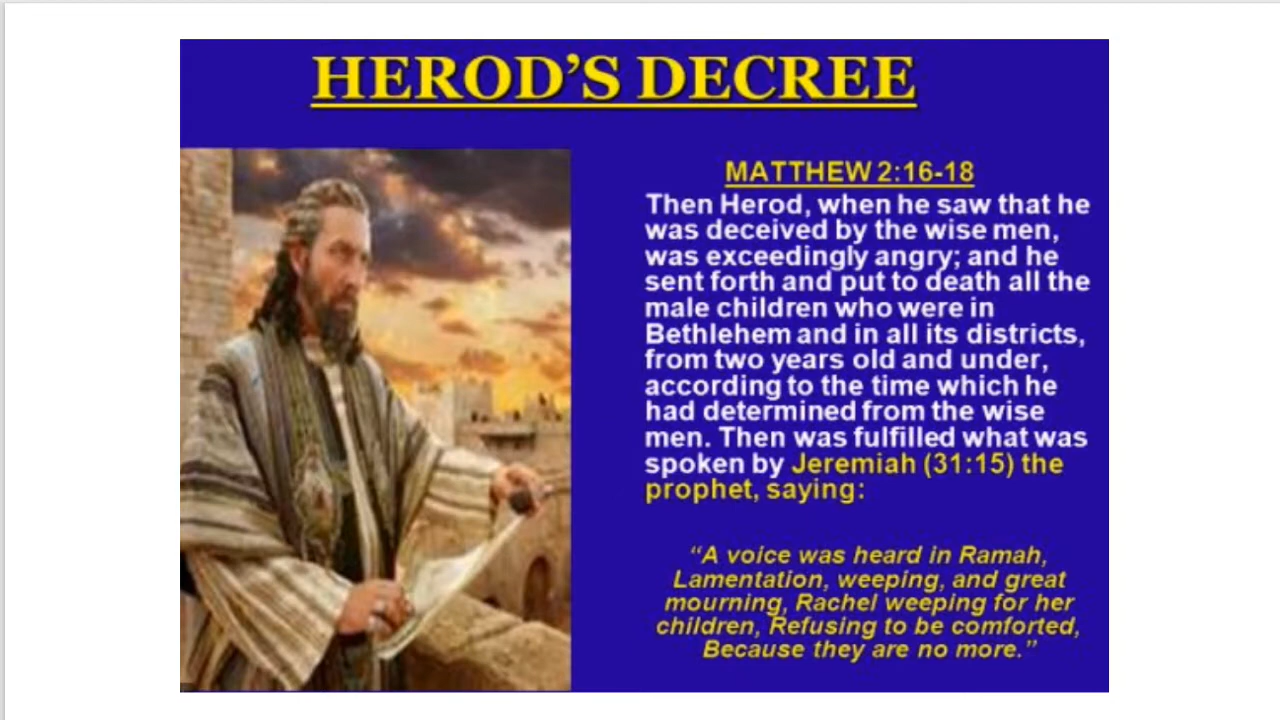 HEROD'S DECREE
MATTHEW 2:16-18
Then Herod, when he saw that he
was deceived by the wise men,
was exceedingly angry; and he
sent forth and put to death all the
male children who were in
Bethlehem and in all its districts,
from two years old and under,
according to the time which he
had determined from the wise
men. Then was fulfilled what was
spoken by Jeremiah (31:15) the
prophet, saying:
“A voice was heard in Ramah,
Lamentation, weeping, and great
mourning, Rachel weeping for her
children, Refusing to be comforted,
Because they are no more.”